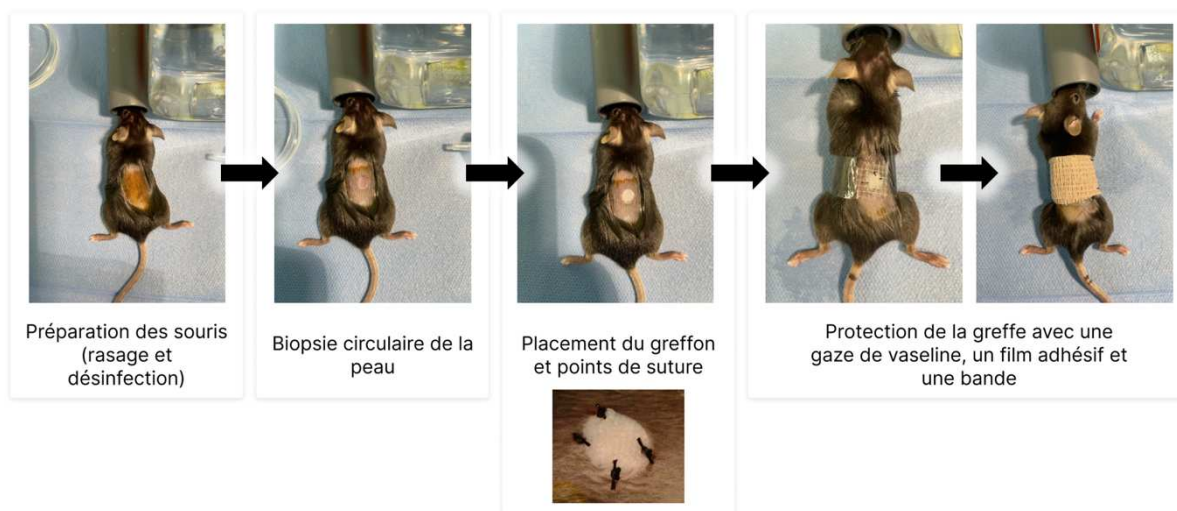 Préparation des souris
(rasage et
désinfection)
Biopsie circulaire de la
peau
Placement du greffon
et points de suture
Protection de la greffe avec une
gaze de vaseline, un film adhésif et
une bande